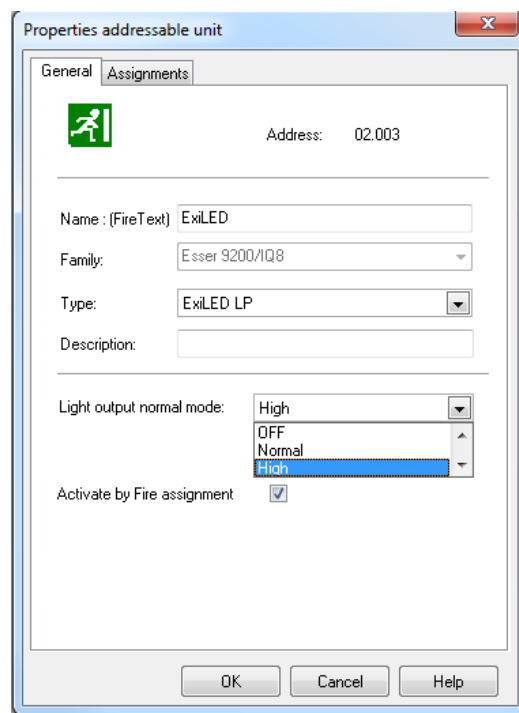 Properties addressable unit
General Assignments
Address: 02.003
Name : (FireText) ExiLED
Family: Esser 9200/IQ8
Type: ExiLED LP
Description:
Light output normal mode: High
OFF
Normal
High
Activate by Fire assignment
OK Cancel Help